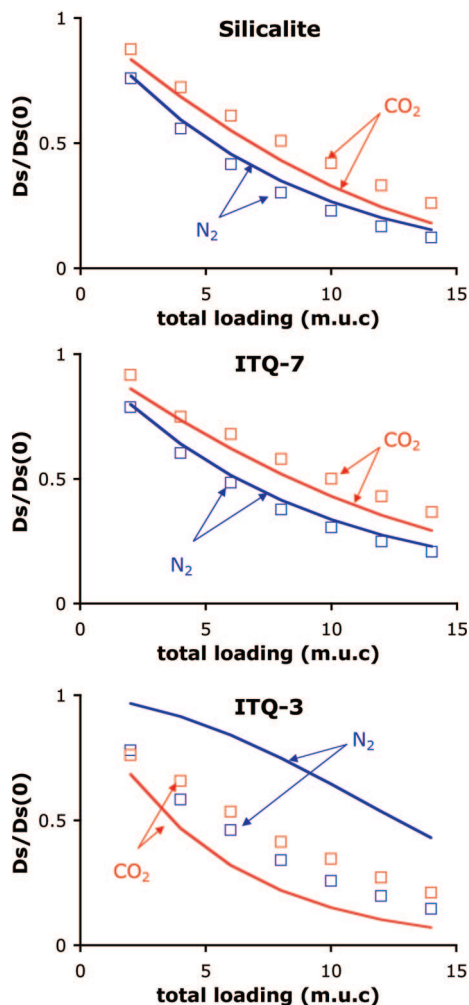 Silicalite
1
0.5
0
Ds/Ds(0)
CO2
N2
0 5 10 15
total loading (m.u.c)
ITQ-7
1
0.5
0
Ds/Ds(0)
CO2
N2
0 5 10 15
total loading (m.u.c)
ITQ-3
1
0.5
0
Ds/Ds(0)
N2
CO2
0 5 10 15
total loading (m.u.c)